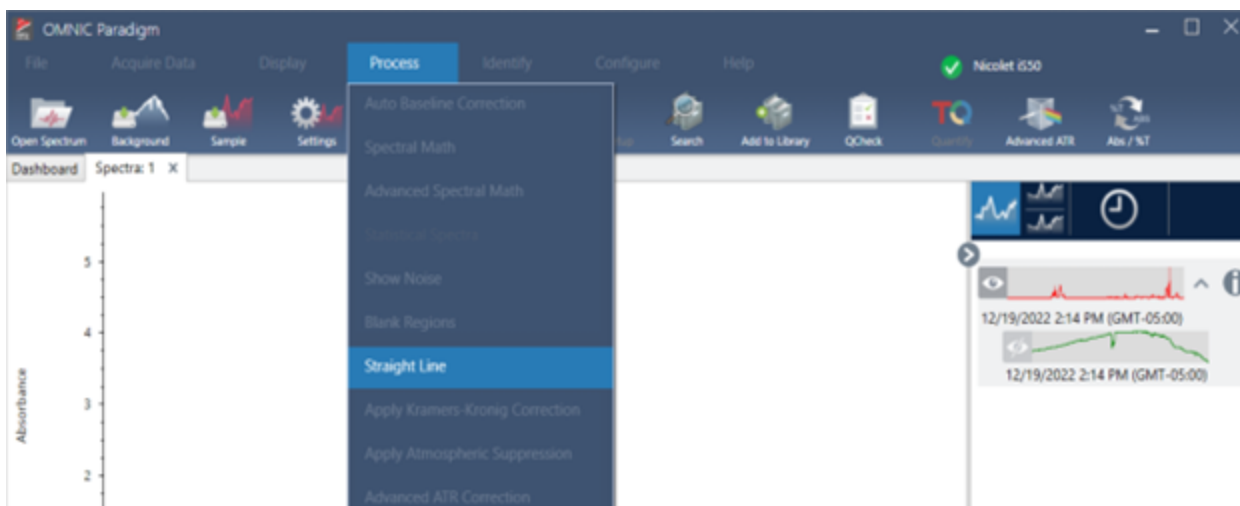 OMNIC Paradigm
File Acquire Data Display Process Identify Configure Help Nicolet iS50
Open Spectrum Background Sample Settings Search Add to Library QCheck TQ Quantify Advanced ATR Abs / %T
Dashboard Spectra: 1 X
Auto Baseline Correction
Spectral Math
Advanced Spectral Math
Statistical Spectra
Show Noise
Blank Regions
Straight Line
Apply Kramers-Kronig Correction
Apply Atmospheric Suppression
Advanced ATR Correction
5
4
3
2
Absorbance
12/19/2022 2:14 PM (GMT-05:00)
12/19/2022 2:14 PM (GMT-05:00)